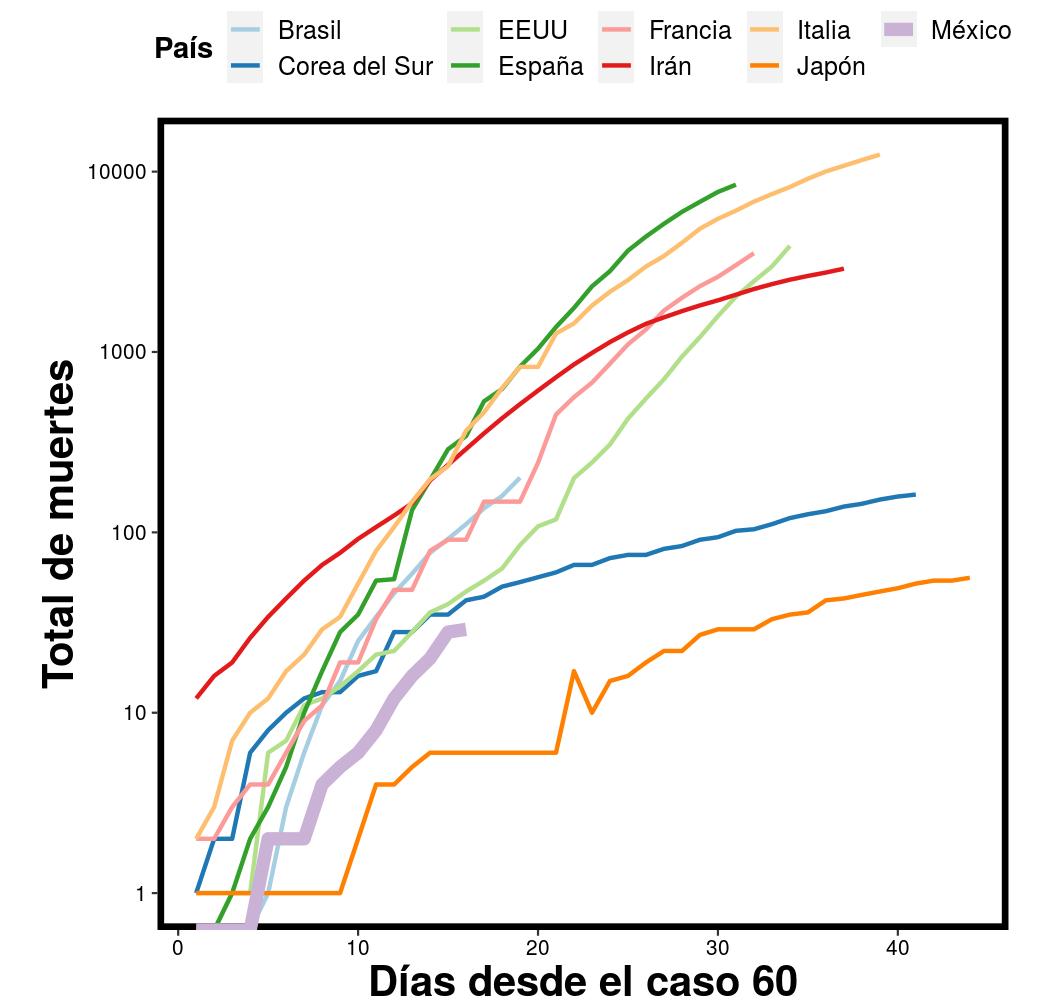 País
Brasil
EEUU
Francia
Italia
México
Corea del Sur
España
Irán
Japón
Total de muertes
10000
1000
100
10
1
0
10
20
30
40
Días desde el caso 60